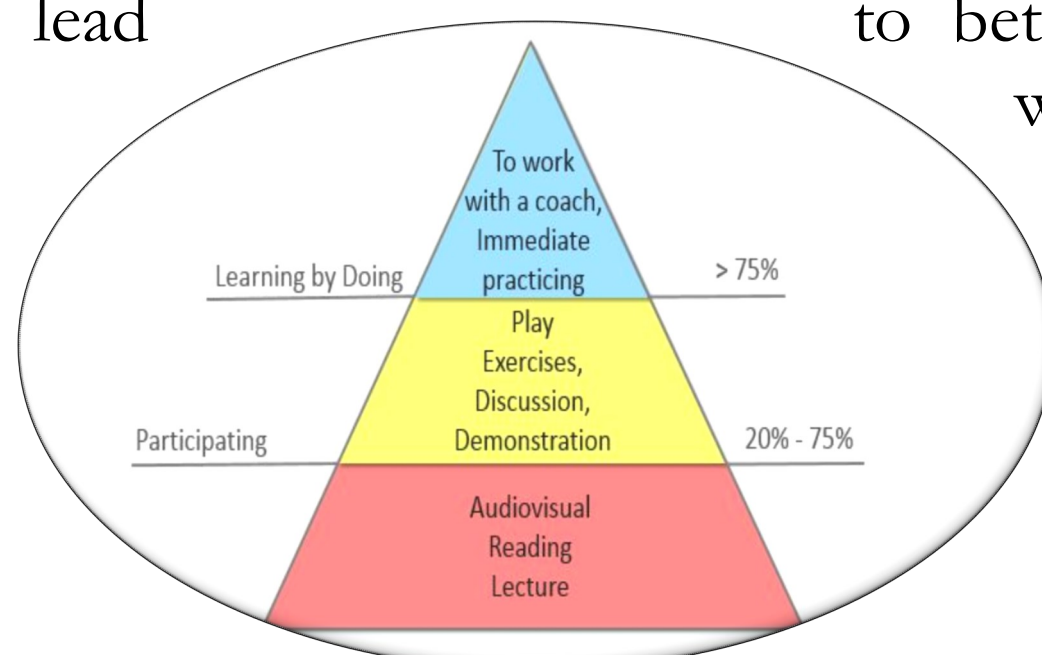 lead to bet
w
To work
with a coach,
Immediate
practicing
Learning by Doing
> 75%
Play
Exercises,
Discussion,
Demonstration
Participating
20% - 75%
Audiovisual
Reading
Lecture